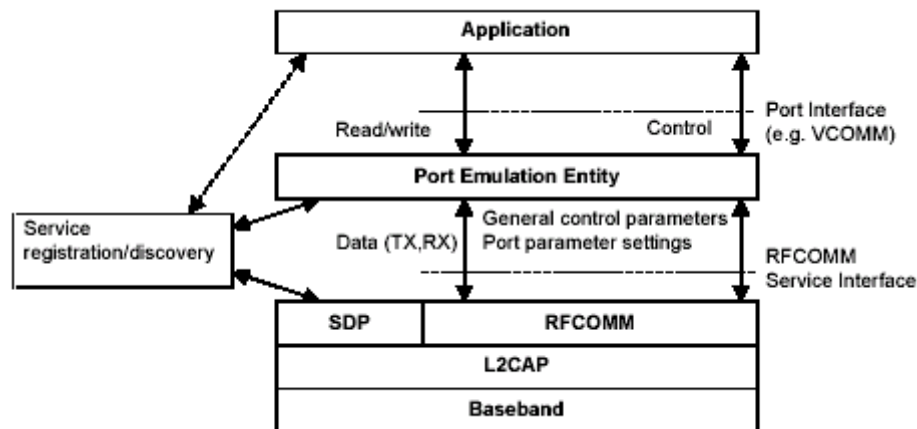 Application
Read/write
Control
Port Interface
(e.g. VCOMM)
Port Emulation Entity
Service
registration/discovery
Data (TX,RX)
General control parameters
Port parameter settings
RFCOMM
Service Interface
SDP
RFCOMM
L2CAP
Baseband